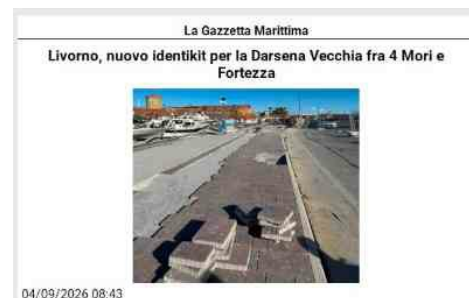 La Gazzetta Marittima
Livorno, nuovo identikit per la Darsena Vecchia fra 4 Mori e
Fortezza
04/09/2026 08:43